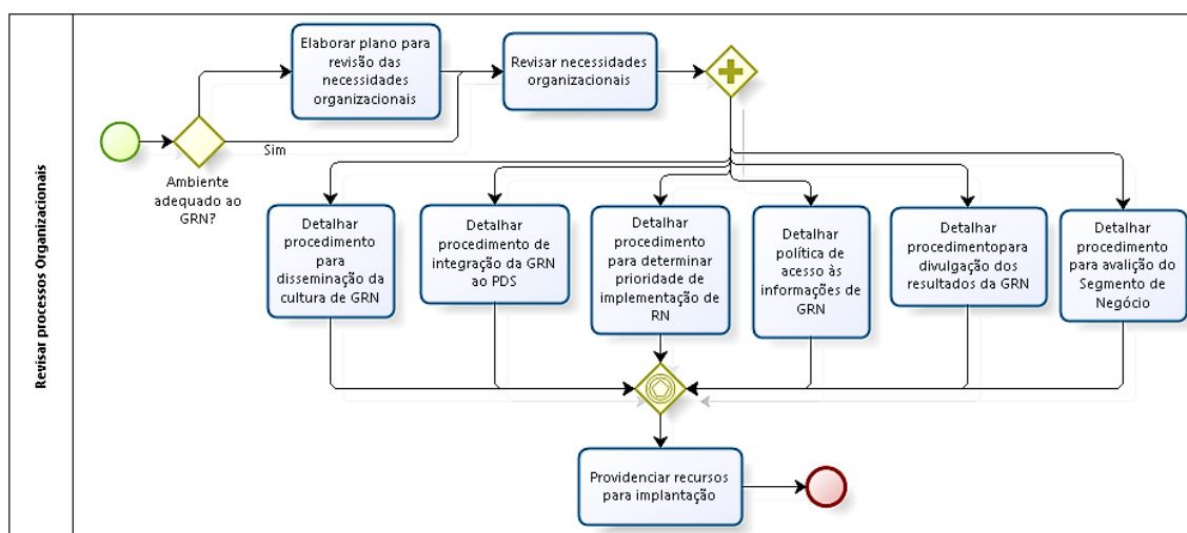 Revisar processos Organizacionais
Elaborar plano para
revisão das
necessidades
organizacionais
Revisar necessidades
organizacionais
Sim
Ambiente
adequado ao
GRN?
Detalhar
procedimento
para
disseminação da
cultura de GRN
Detalhar
procedimento de
integração da GRN
ao PDS
Detalhar
procedimento
para determinar
prioridade de
implementação de
RN
Detalhar
política de
acesso às
informações de
GRN
Detalhar
procedimentopara
divulgação dos
resultados da GRN
Detalhar
procedimento
para avalição do
Segmento de
Negócio
Providenciar recursos
para implantação